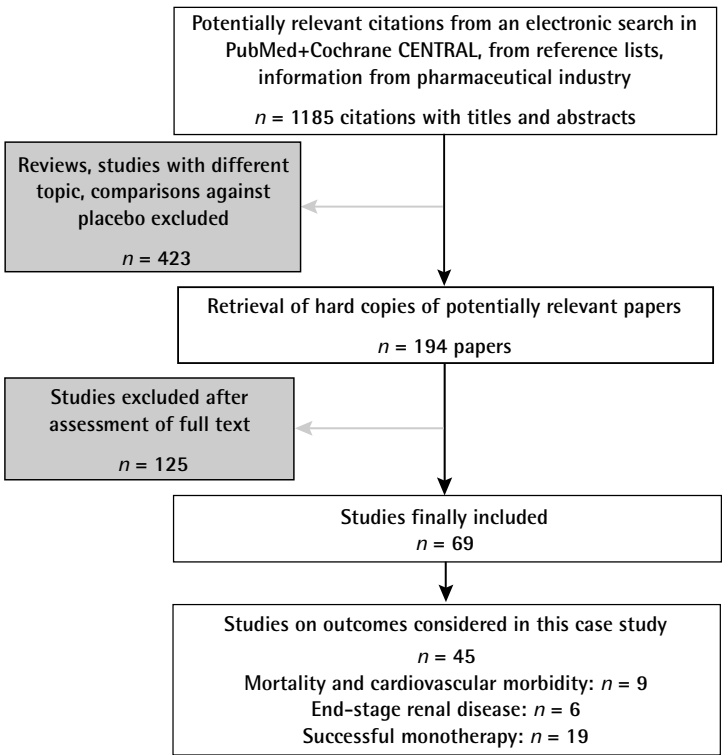 Potentially relevant citations from an electronic search in
PubMed+Cochrane CENTRAL, from reference lists,
information from pharmaceutical industry
n = 1185 citations with titles and abstracts
Reviews, studies with different
topic, comparisons against
placebo excluded
n = 423
Retrieval of hard copies of potentially relevant papers
n = 194 papers
Studies excluded after
assessment of full text
n = 125
Studies finally included
n = 69
Studies on outcomes considered in this case study
n = 45
Mortality and cardiovascular morbidity: n = 9
End-stage renal disease: n = 6
Successful monotherapy: n = 19